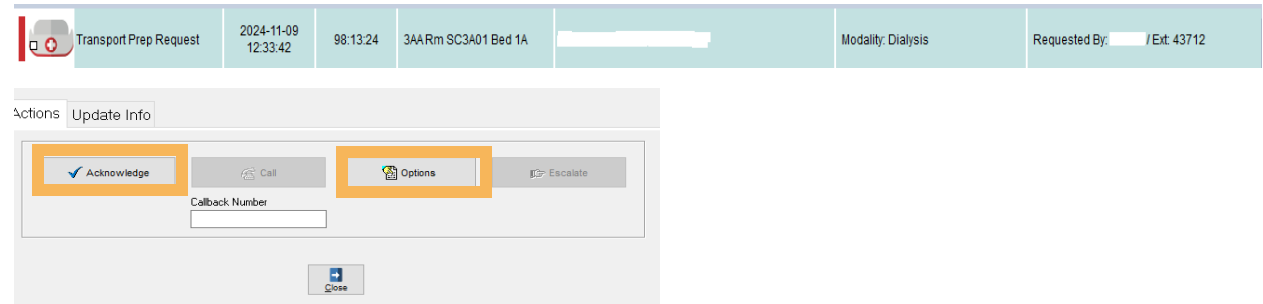 Transport Prep Request
2024-11-09
12:33:42
98:13:24
3AA Rm SC3A01 Bed 1A
Modality: Dialysis
Requested By: / Ext: 43712
Actions
Update Info
Acknowledge
Call
Options
Escalate
Callback Number
Close